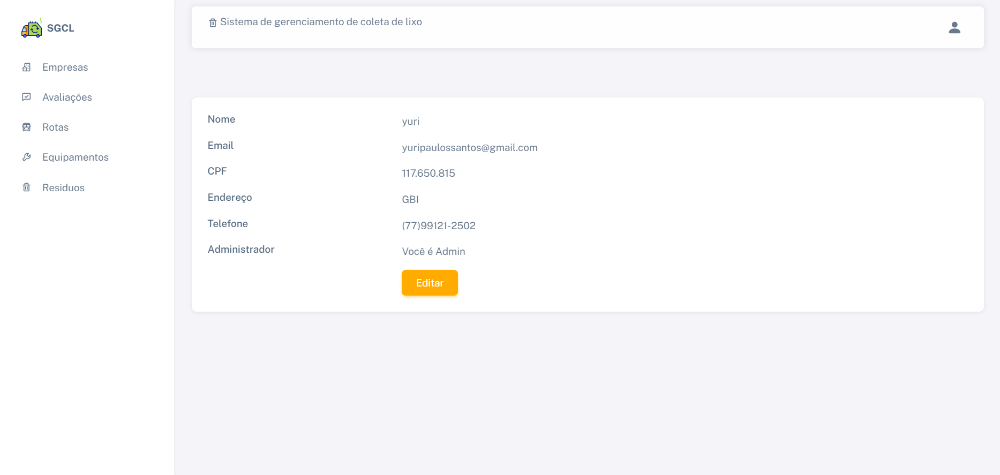 SGCL
Empresas
Avaliações
Rotas
Equipamentos
Residuos
Sistema de gerenciamento de coleta de lixo
Nome yuri
Email yuripaulossantos@gmail.com
CPF 117.650.815
Endereço GBI
Telefone (77)99121-2502
Administrador Você é Admin
Editar